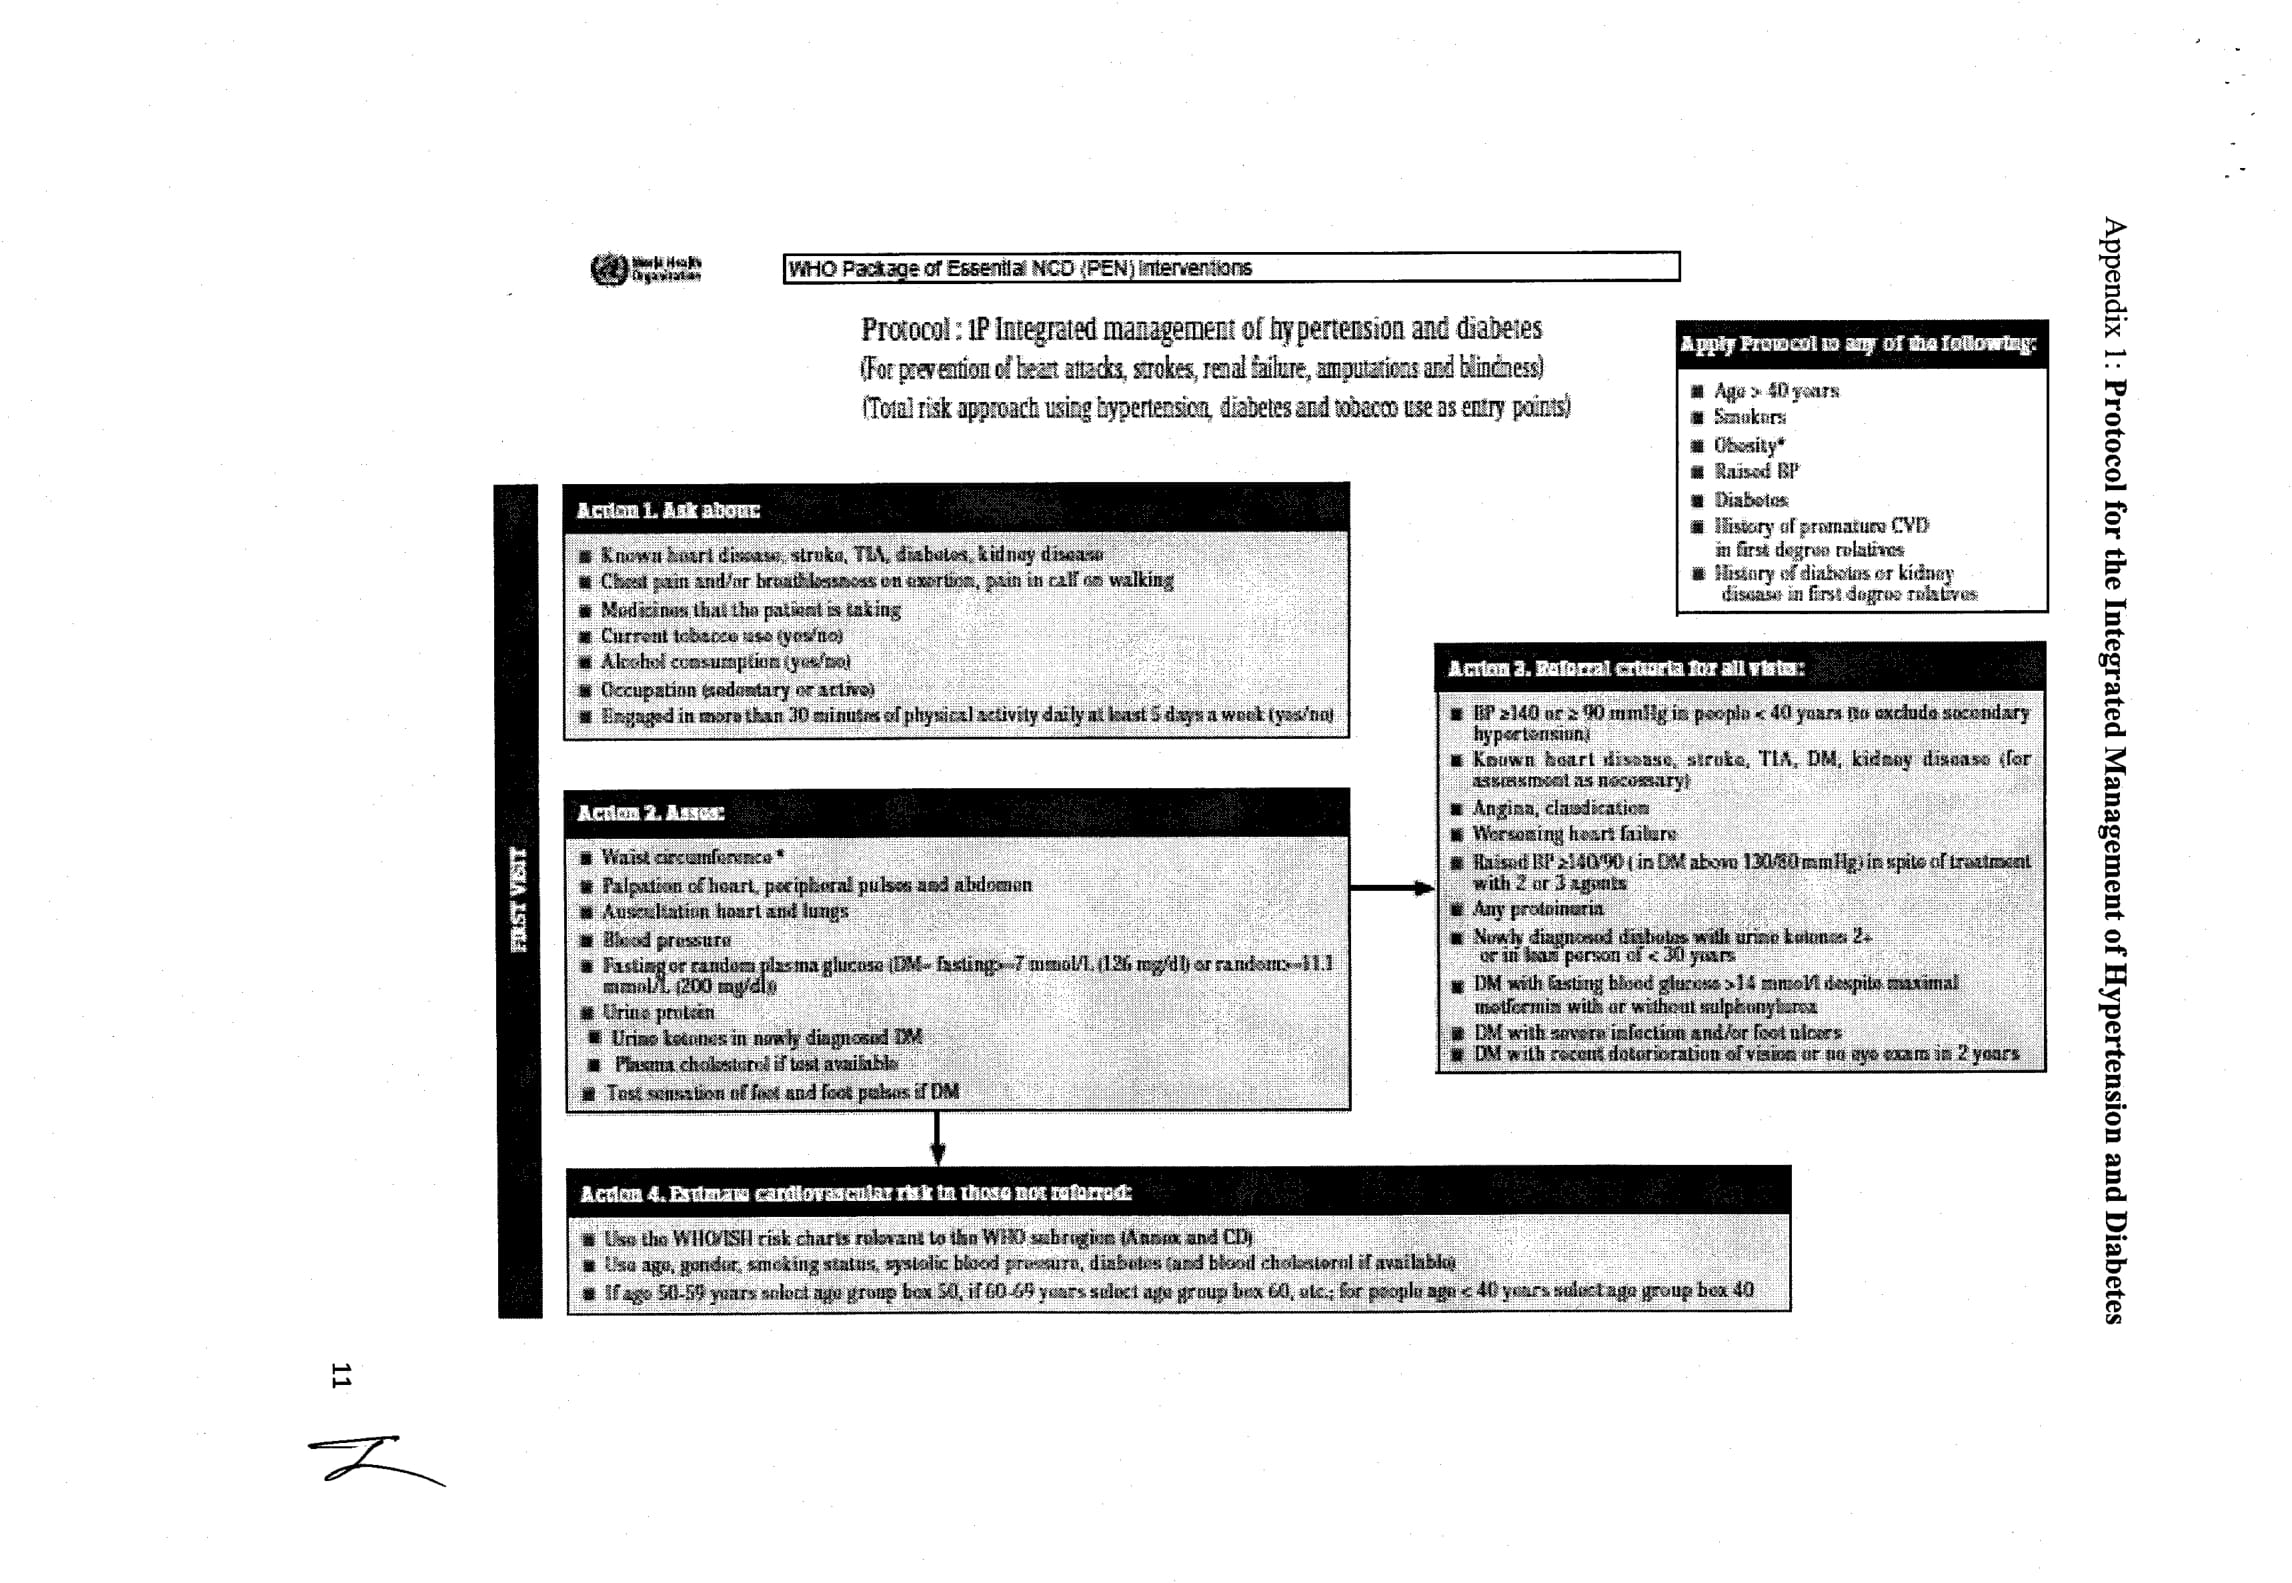 Appendix 1: Protocol for the Integrated Management of Hypertension and Diabetes
World Health
Organization
WHO Package of Essential NCD (PEN) Interventions
Protocol : 1P Integrated management of hypertension and diabetes
(For prevention of heart attacks, strokes, renal failure, amputations and blindness)
(Total risk approach using hypertension, diabetes and tobacco use as entry points)
Apply Protocol to any of the following:
■ Age > 40 years
■ Smokers
■ Obesity*
■ Raised BP
■ Diabetes
■ History of premature CVD
in first degree relatives
■ History of diabetes or kidney
disease in first degree relatives
FIRST VISIT
Action 1. Ask about:
■ Known heart disease, stroke, TIA, diabetes, kidney disease
■ Chest pain and/or breathlessness on exertion, pain in calf on walking
■ Medicines that the patient is taking
■ Current tobacco use (yes/no)
■ Alcohol consumption (yes/no)
■ Occupation (sedentary or active)
■ Engaged in more than 30 minutes of physical activity daily at least 5 days a week (yes/no)
Action 2. Asses:
■ Waist circumference *
■ Palpation of heart, peripheral pulses and abdomen
■ Auscultation heart and lungs
■ Blood pressure
■ Fasting or random plasma glucose (DM= fasting>=7 mmol/L (126 mg/dl) or random>=11.1
mmol/L (200 mg/dl))
■ Urine protein
■ Urine ketones in newly diagnosed DM
■ Plasma cholesterol if test available
■ Test sensation of feet and foot pulses if DM
Action 3. Referral criteria for all visits:
■ BP ≥140 or ≥ 90 mmHg in people < 40 years (to exclude secondary
hypertension)
■ Known heart disease, stroke, TIA, DM, kidney disease (for
assessment as necessary)
■ Angina, claudication
■ Worsening heart failure
■ Raised BP ≥140/90 ( in DM above 130/80 mmHg) in spite of treatment
with 2 or 3 agents
■ Any proteinuria
■ Newly diagnosed diabetes with urine ketones 2+
or in lean person of < 30 years
■ DM with fasting blood glucose >14 mmol/l despite maximal
metformin with or without sulphonylurea
■ DM with severe infection and/or foot ulcers
■ DM with recent deterioration of vision or no eye exam in 2 years
Action 4. Estimate cardiovascular risk in those not referred:
■ Use the WHO/ISH risk charts relevant to the WHO subregion (Annex and CD)
■ Use age, gender, smoking status, systolic blood pressure, diabetes (and blood cholesterol if available)
■ If age 50-59 years select age group box 50, if 60-69 years select age group box 60, etc.; for people age < 40 years select age group box 40
11